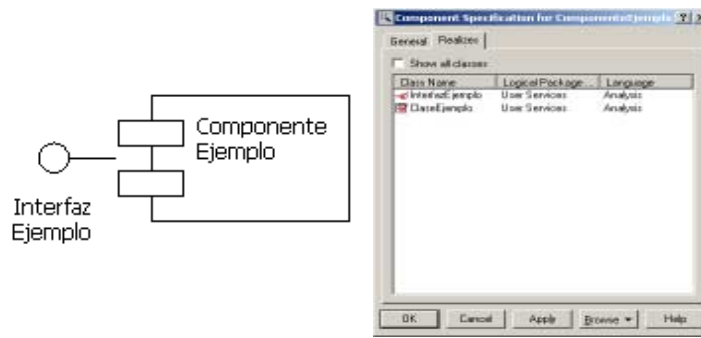 Componente
Ejemplo
Interfaz
Ejemplo
Component Specification for ComponenteEjemplo
General Realizes
Show all classes
Class Name Logical Package... Language
InterfazEjemplo User Services Analysis
ClaseEjemplo User Services Analysis
OK Cancel Apply Browse Help